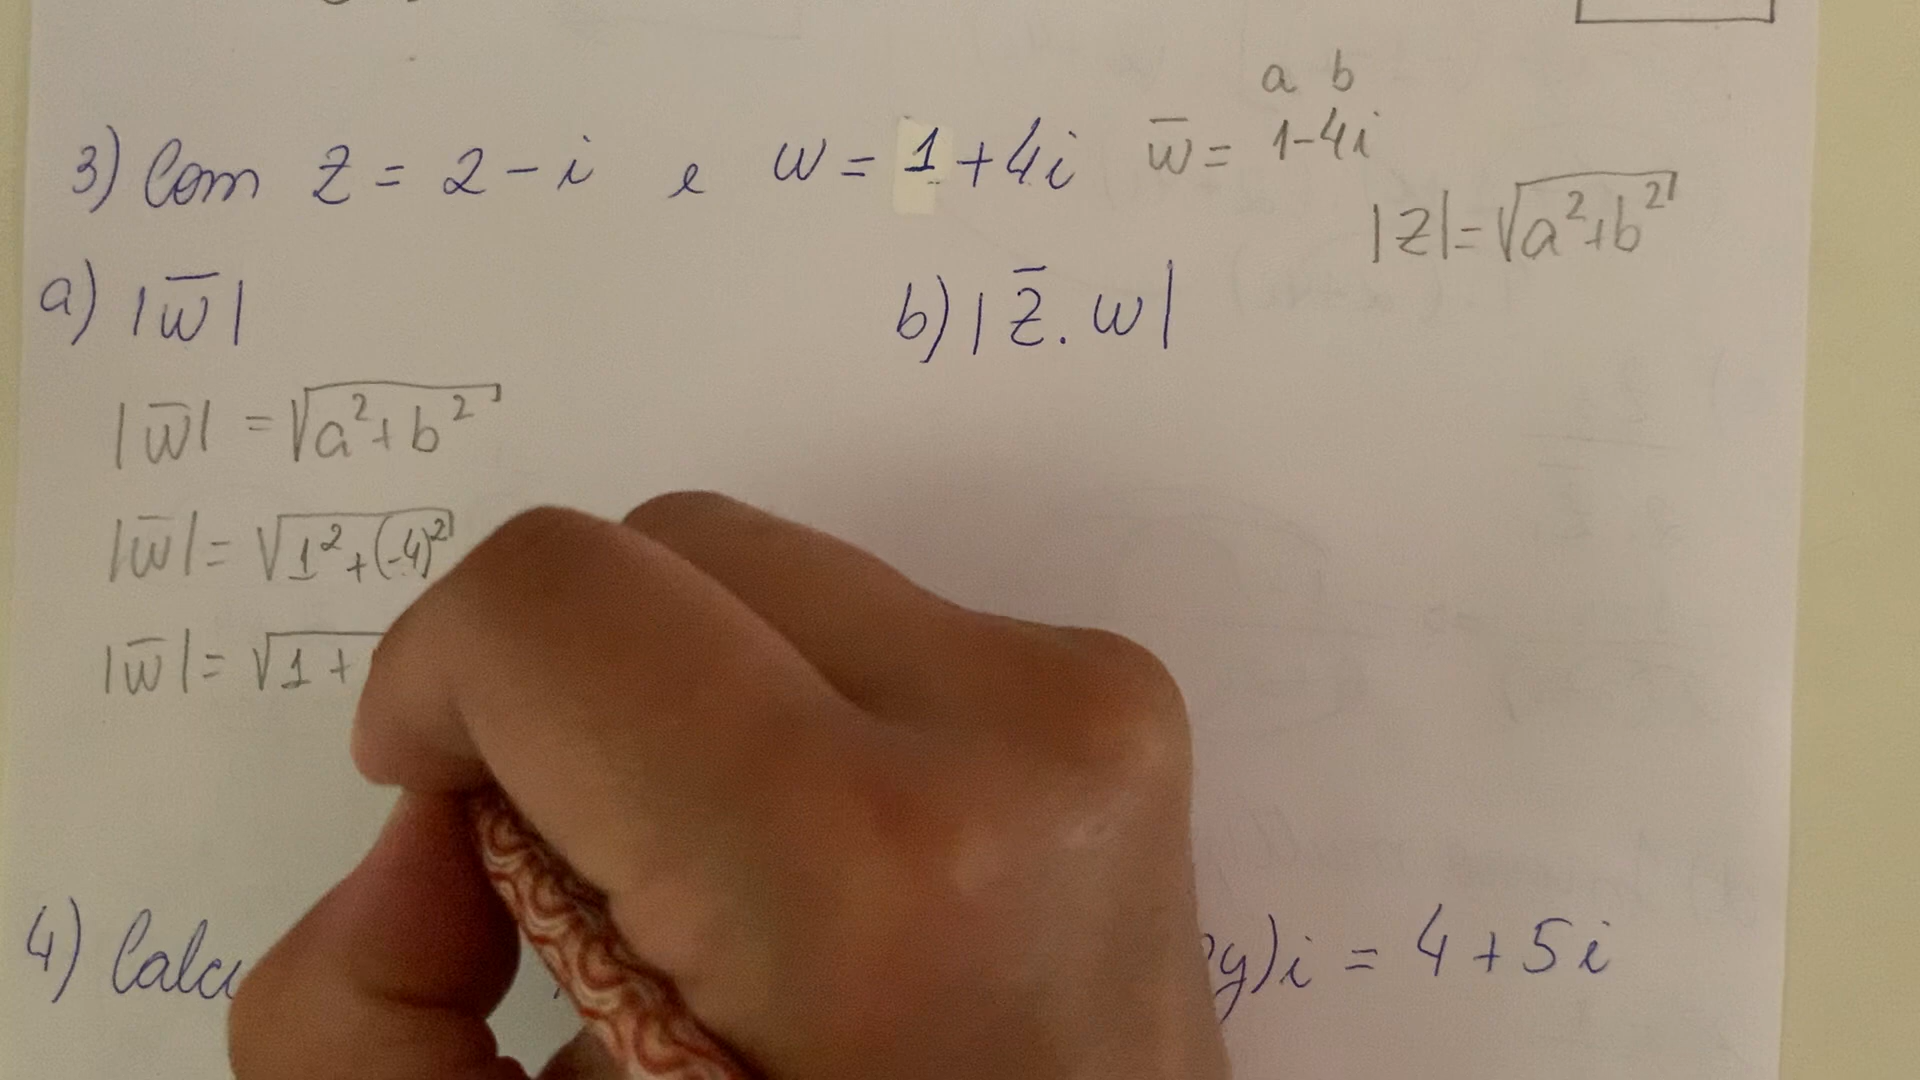 a b
3) Com z = 2 - i e w = 1 + 4i w̅ = 1-4i
|z| = √a²+b²
a) |w̅| b) |z̅ . w|
|w̅| = √a²+b²
|w̅| = √1²+(-4)²
|w̅| = √1 +
4) y)i = 4 + 5i